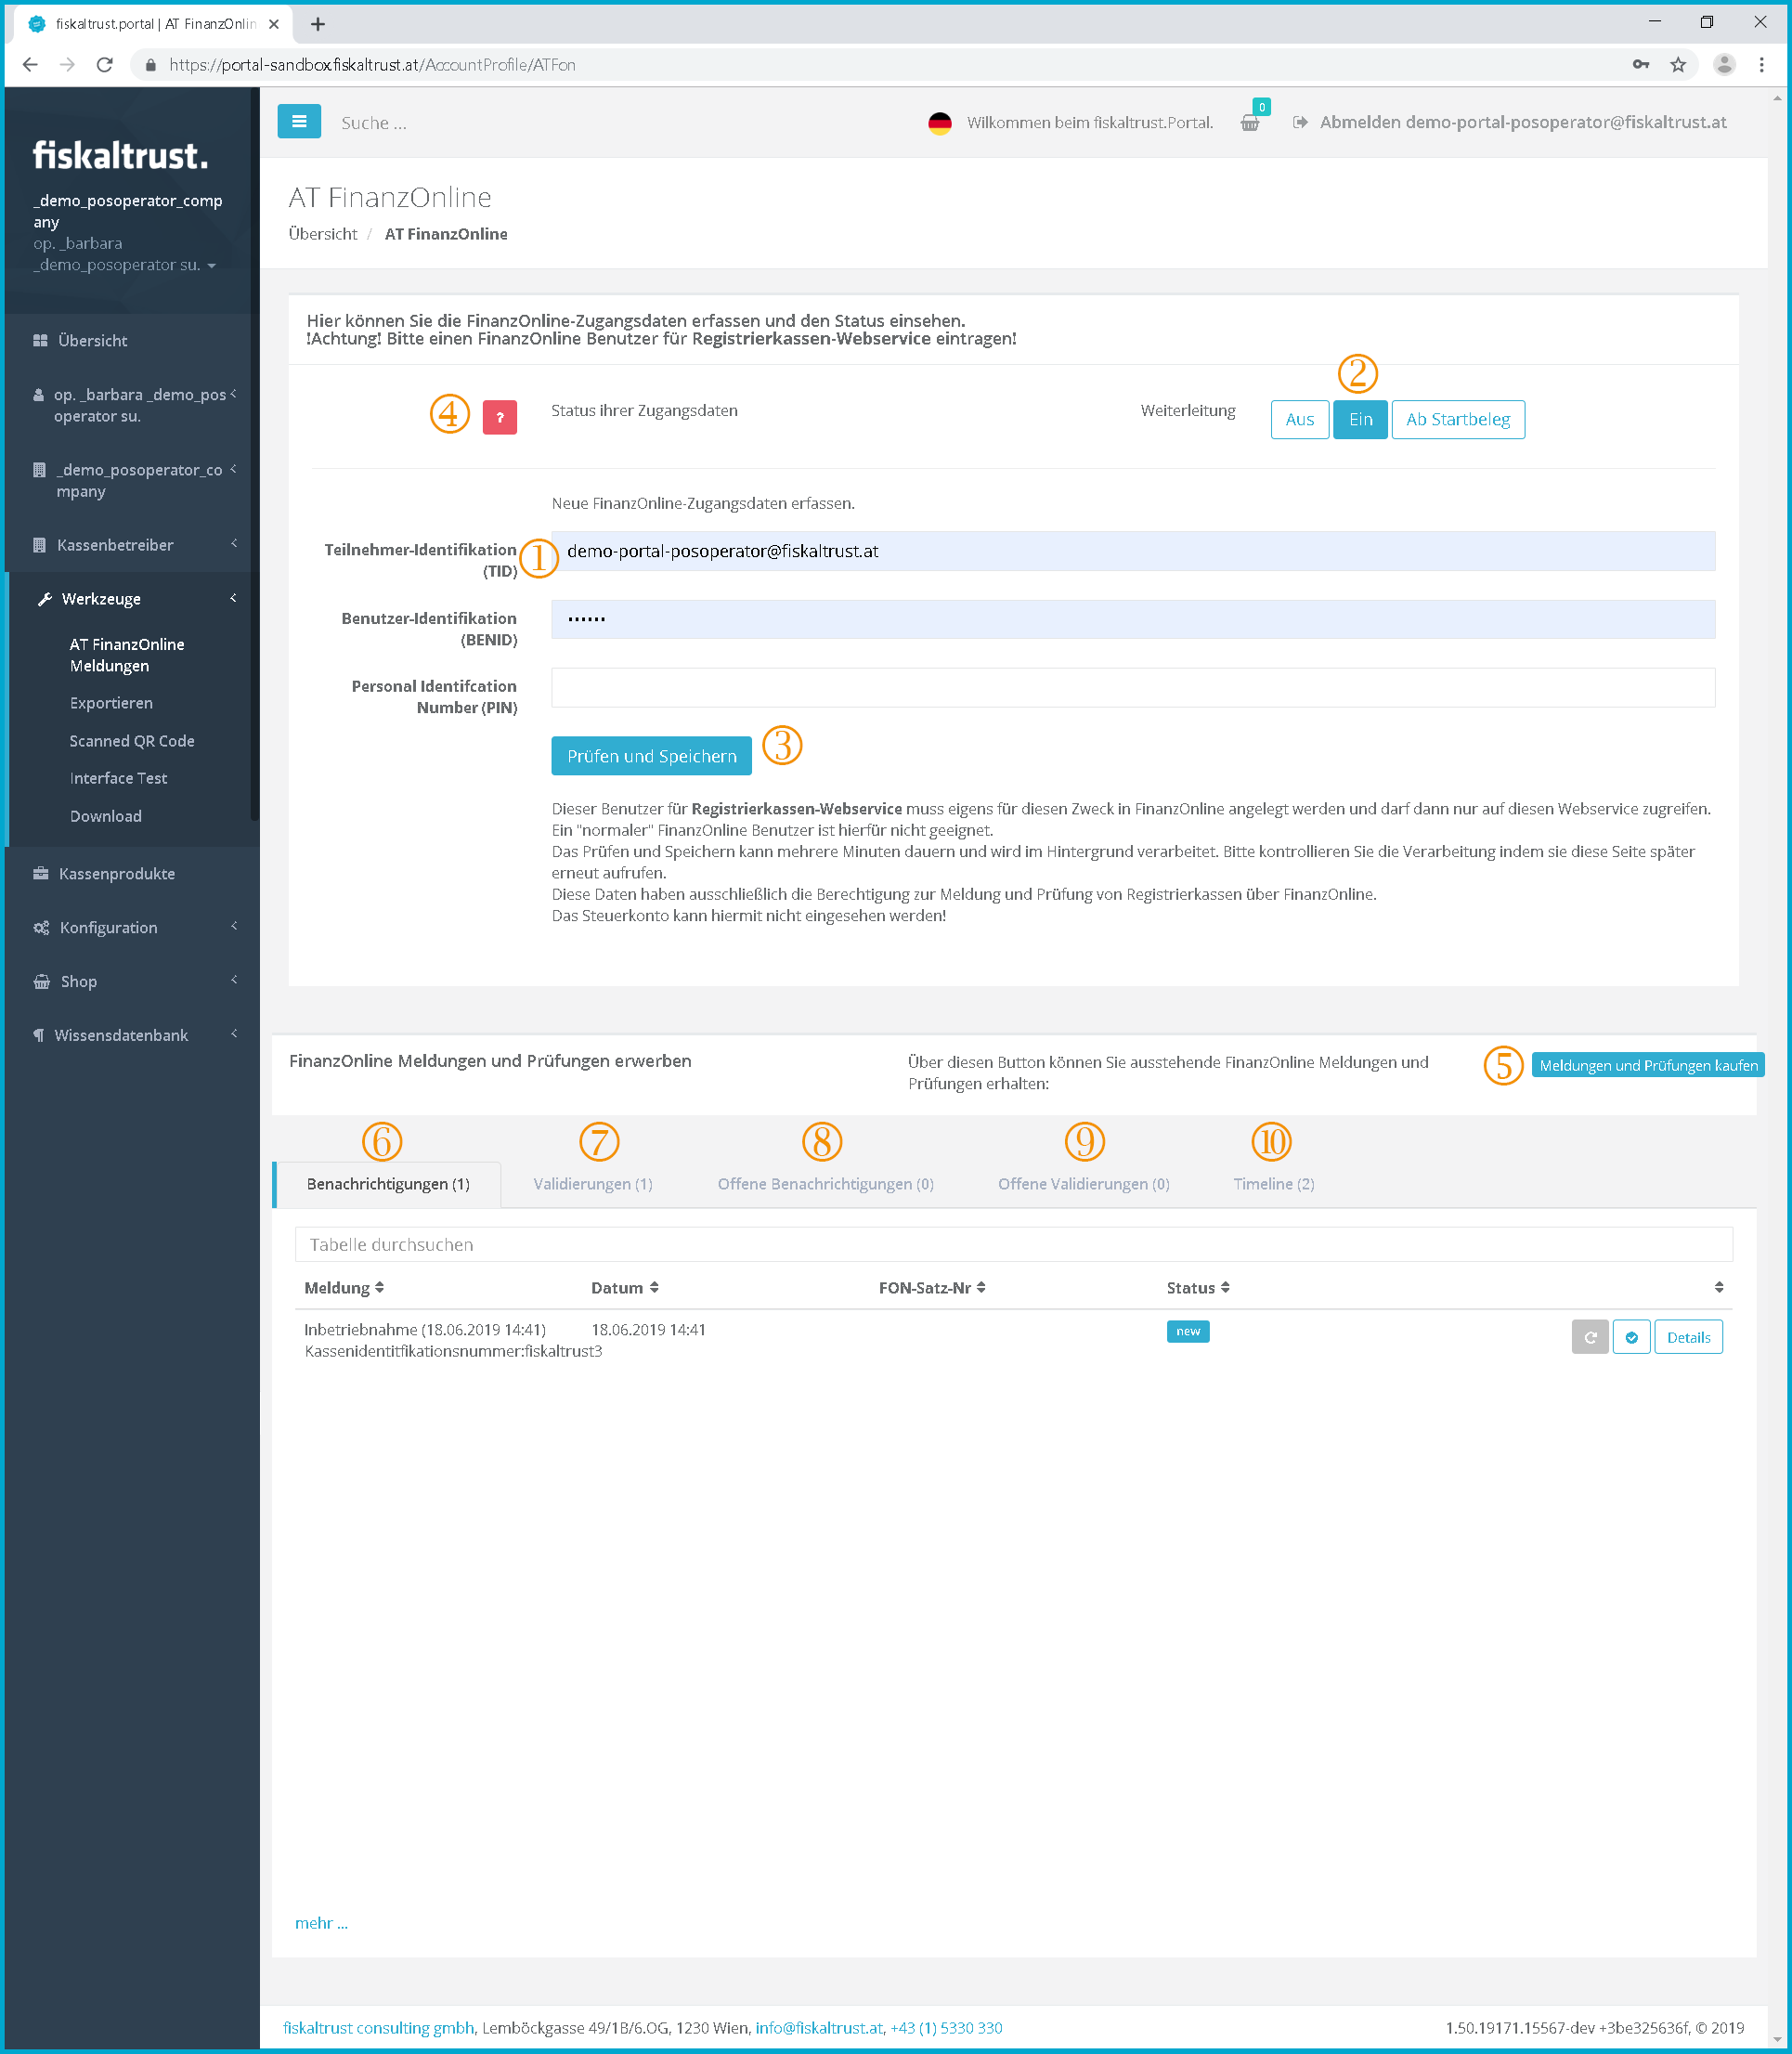 fiskaltrust.portal | AT FinanzOnlin
https://portal-sandbox.fiskaltrust.at/AccountProfile/ATFon
fiskaltrust.
_demo_posoperator_comp
any
op. _barbara
_demo_posoperator su.
Übersicht
op. _barbara _demo_pos
operator su.
_demo_posoperator_co
mpany
Kassenbetreiber
Werkzeuge
AT FinanzOnline
Meldungen
Exportieren
Scanned QR Code
Interface Test
Download
Kassenprodukte
Konfiguration
Shop
Wissensdatenbank
Suche ...
Wilkommen beim fiskaltrust.Portal.
0
Abmelden demo-portal-posoperator@fiskaltrust.at
AT FinanzOnline
Übersicht / AT FinanzOnline
Hier können Sie die FinanzOnline-Zugangsdaten erfassen und den Status einsehen.
!Achtung! Bitte einen FinanzOnline Benutzer für Registrierkassen-Webservice eintragen!
2
4 ? Status ihrer Zugangsdaten Weiterleitung Aus Ein Ab Startbeleg
Neue FinanzOnline-Zugangsdaten erfassen.
Teilnehmer-Identifikation
(TID)
1 demo-portal-posoperator@fiskaltrust.at
Benutzer-Identifikation
(BENID)
••••••
Personal Identifcation
Number (PIN)
Prüfen und Speichern 3
Dieser Benutzer für Registrierkassen-Webservice muss eigens für diesen Zweck in FinanzOnline angelegt werden und darf dann nur auf diesen Webservice zugreifen.
Ein "normaler" FinanzOnline Benutzer ist hierfür nicht geeignet.
Das Prüfen und Speichern kann mehrere Minuten dauern und wird im Hintergrund verarbeitet. Bitte kontrollieren Sie die Verarbeitung indem sie diese Seite später
erneut aufrufen.
Diese Daten haben ausschließlich die Berechtigung zur Meldung und Prüfung von Registrierkassen über FinanzOnline.
Das Steuerkonto kann hiermit nicht eingesehen werden!
FinanzOnline Meldungen und Prüfungen erwerben
Über diesen Button können Sie ausstehende FinanzOnline Meldungen und
Prüfungen erhalten:
5 Meldungen und Prüfungen kaufen
6 7 8 9 10
Benachrichtigungen (1) Validierungen (1) Offene Benachrichtigungen (0) Offene Validierungen (0) Timeline (2)
Tabelle durchsuchen
Meldung Datum FON-Satz-Nr Status
Inbetriebnahme (18.06.2019 14:41) 18.06.2019 14:41 new Details
Kassenidentitfikationsnummer:fiskaltrust3
mehr ...
fiskaltrust consulting gmbh, Lemböckgasse 49/1B/6.OG, 1230 Wien, info@fiskaltrust.at, +43 (1) 5330 330
1.50.19171.15567-dev +3be325636f, © 2019